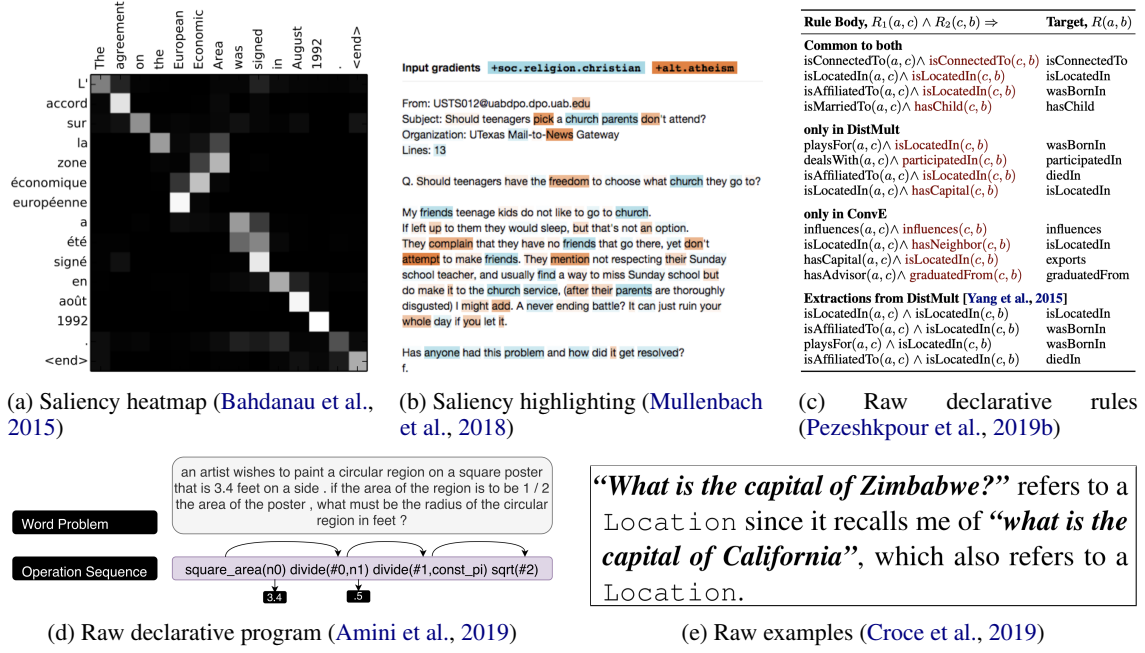 The
agreement
on
the
European
Economic
Area
was
signed
in
August
1992
.
<end>
L'
accord
sur
la
zone
économique
européenne
a
été
signé
en
août
1992
.
<end>
(a) Saliency heatmap (Bahdanau et al.,
2015)
Input gradients +soc.religion.christian +alt.atheism
From: USTS012@uabdpo.dpo.uab.edu
Subject: Should teenagers pick a church parents don't attend?
Organization: UTexas Mail-to-News Gateway
Lines: 13
Q. Should teenagers have the freedom to choose what church they go to?
My friends teenage kids do not like to go to church.
If left up to them they would sleep, but that's not an option.
They complain that they have no friends that go there, yet don't
attempt to make friends. They mention not respecting their Sunday
school teacher, and usually find a way to miss Sunday school but
do make it to the church service, (after their parents are thoroughly
disgusted) I might add. A never ending battle? It can just ruin your
whole day if you let it.
Has anyone had this problem and how did it get resolved?
f.
(b) Saliency highlighting (Mullenbach
et al., 2018)
Rule Body, R₁(a, c) ∧ R₂(c, b) ⇒ Target, R(a, b)
Common to both
isConnectedTo(a, c)∧ isConnectedTo(c, b) isConnectedTo
isLocatedIn(a, c)∧ isLocatedIn(c, b) isLocatedIn
isAffiliatedTo(a, c)∧ isLocatedIn(c, b) wasBornIn
isMarriedTo(a, c)∧ hasChild(c, b) hasChild
only in DistMult
playsFor(a, c)∧ isLocatedIn(c, b) wasBornIn
dealsWith(a, c)∧ participatedIn(c, b) participatedIn
isAffiliatedTo(a, c)∧ isLocatedIn(c, b) diedIn
isLocatedIn(a, c)∧ hasCapital(c, b) isLocatedIn
only in ConvE
influences(a, c)∧ influences(c, b) influences
isLocatedIn(a, c)∧ hasNeighbor(c, b) isLocatedIn
hasCapital(a, c)∧ isLocatedIn(c, b) exports
hasAdvisor(a, c)∧ graduatedFrom(c, b) graduatedFrom
Extractions from DistMult [Yang et al., 2015]
isLocatedIn(a, c) ∧ isLocatedIn(c, b) isLocatedIn
isAffiliatedTo(a, c) ∧ isLocatedIn(c, b) wasBornIn
playsFor(a, c) ∧ isLocatedIn(c, b) wasBornIn
isAffiliatedTo(a, c) ∧ isLocatedIn(c, b) diedIn
(c) Raw declarative rules
(Pezeshkpour et al., 2019b)
Word Problem
an artist wishes to paint a circular region on a square poster
that is 3.4 feet on a side . if the area of the region is to be 1 / 2
the area of the poster , what must be the radius of the circular
region in feet ?
Operation Sequence
square_area(n0) divide(#0,n1) divide(#1,const_pi) sqrt(#2)
3.4 .5
(d) Raw declarative program (Amini et al., 2019)
“What is the capital of Zimbabwe?” refers to a
Location since it recalls me of “what is the
capital of California”, which also refers to a
Location.
(e) Raw examples (Croce et al., 2019)